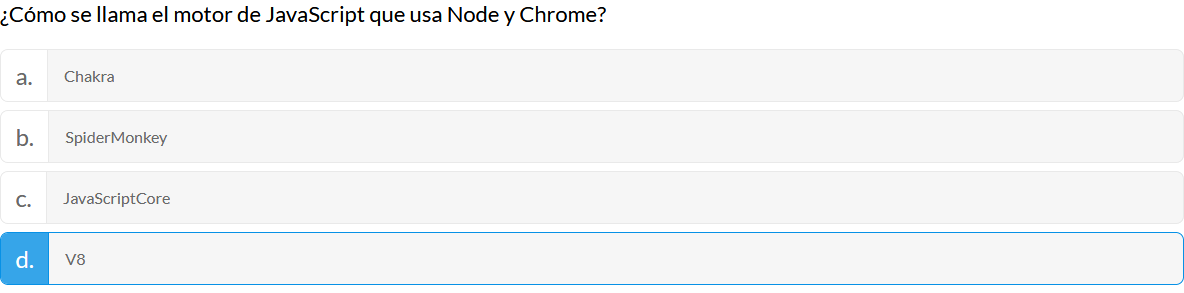 ¿Cómo se llama el motor de JavaScript que usa Node y Chrome?
a. Chakra
b. SpiderMonkey
c. JavaScriptCore
d. V8